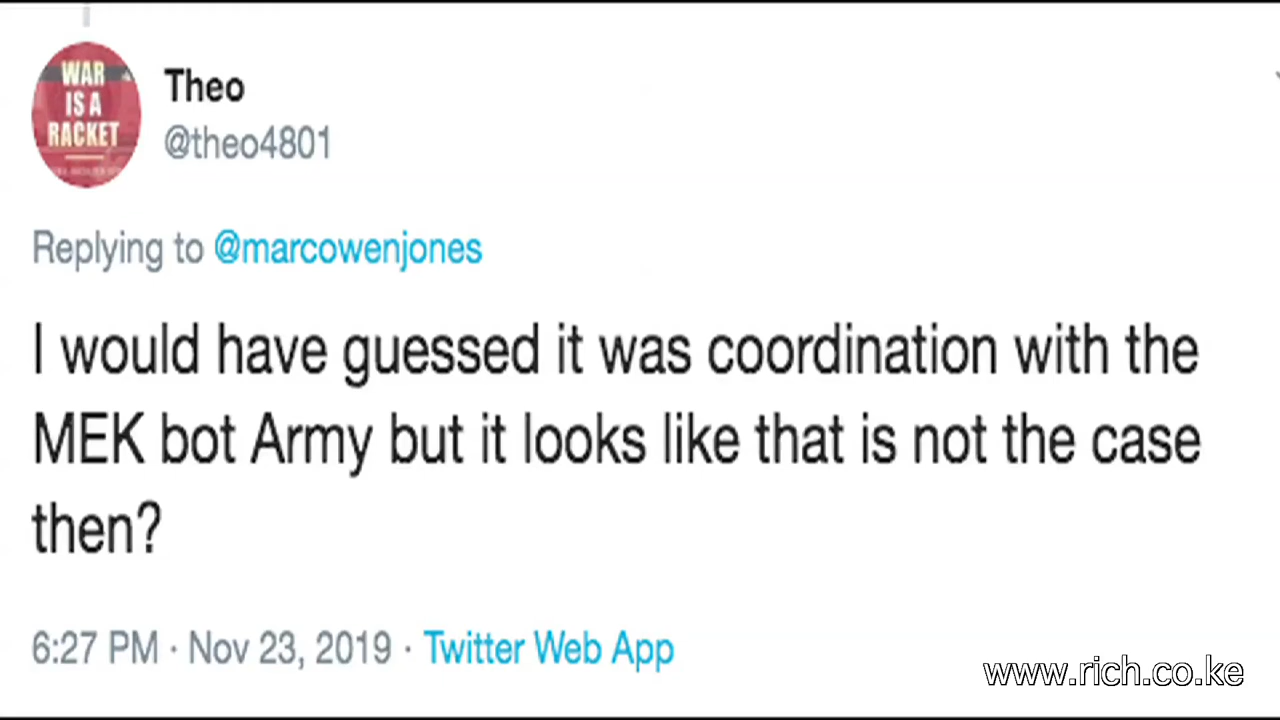 WAR
IS A
RACKET
Theo
@theo4801
Replying to @marcowenjones
I would have guessed it was coordination with the
MEK bot Army but it looks like that is not the case
then?
6:27 PM · Nov 23, 2019 · Twitter Web App
www.rich.co.ke